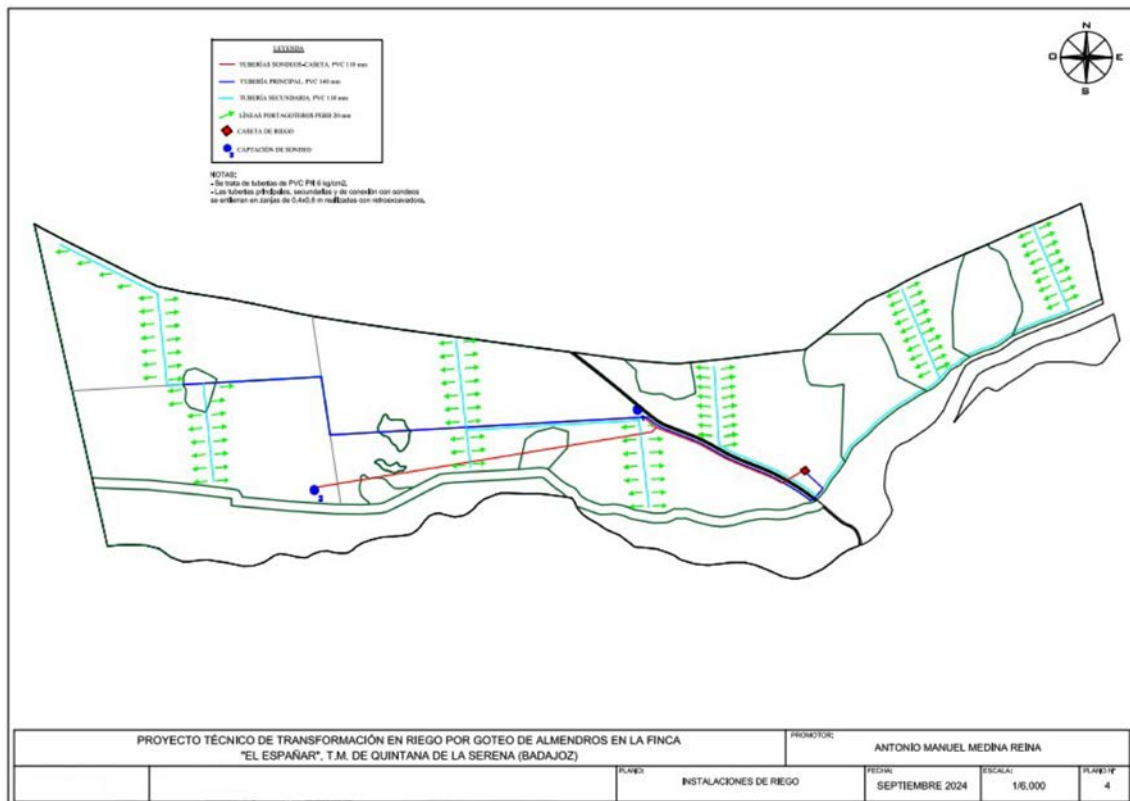 LEYENDA
TUBERÍAS SONDEOS-CASETA, PVC 110 mm
TUBERÍA PRINCIPAL, PVC 140 mm
TUBERÍA SECUNDARIA, PVC 110 mm
LÍNEAS PORTAGOTEROS PEBD 20 mm
CASETA DE RIEGO
CAPTACIÓN DE SONDEO
NOTAS:
- Se trata de tuberías de PVC PN 6 kg/cm2.
- Las tuberías principales, secundarias y de conexión con sondeos
se entierran en zanjas de 0,4x0,8 m realizadas con retroexcavadora.
N
O E
S
1
2
PROYECTO TÉCNICO DE TRANSFORMACIÓN EN RIEGO POR GOTEO DE ALMENDROS EN LA FINCA
"EL ESPAÑAR", T.M. DE QUINTANA DE LA SERENA (BADAJOZ)
PROMOTOR:
ANTONIO MANUEL MEDINA REINA
PLANO:
INSTALACIONES DE RIEGO
FECHA:
SEPTIEMBRE 2024
ESCALA:
1/6,000
PLANO Nº
4